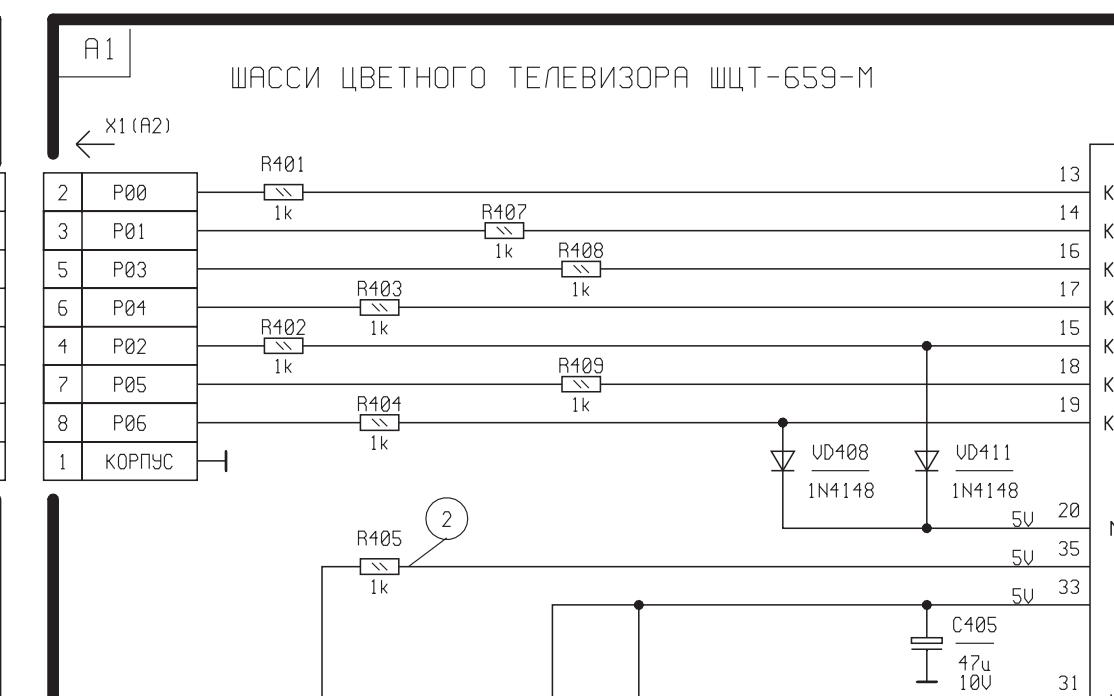 A1
ШАССИ ЦВЕТНОГО ТЕЛЕВИЗОРА ШЦТ-659-М
X1(A2)
R401
13
2 P00
1k
К
R407
14
3 P01
1k
К
R408
16
5 P03
1k
К
R403
17
6 P04
1k
К
R402
15
4 P02
1k
К
R409
18
7 P05
1k
К
R404
19
8 P06
1k
К
1 КОРПУС
VD408 VD411
1N4148 1N4148
2
5V 20
R405
5V 35
1k
5V 33
C405
47u
10V
31